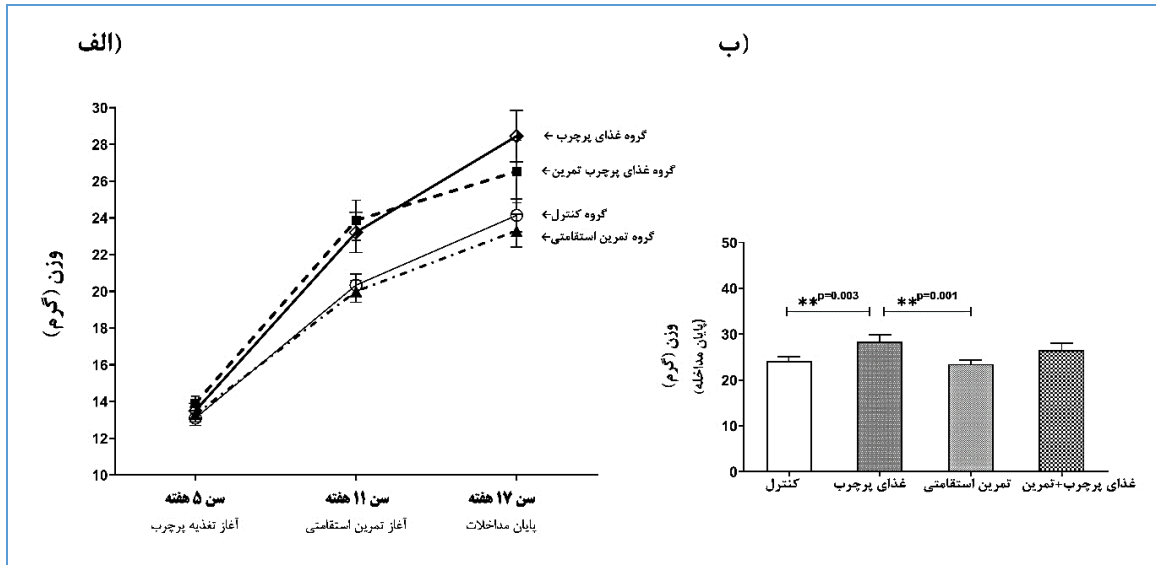 الف)
وزن (گرم)
30
28
26
24
22
20
18
16
14
12
10
←گروه غذای پرچرب
←گروه غذای پرچرب تمرین
←گروه کنترل
←گروه تمرین استقامتی
سن ۵ هفته
آغاز تغذیه پرچرب
سن ۱۱ هفته
آغاز تمرین استقامتی
سن ۱۷ هفته
پایان مداخلات
ب)
وزن (گرم)
(پایان مداخله)
50
40
30
20
10
0
**p=0.003
**p=0.001
کنترل
غذای پرچرب
تمرین استقامتی
غذای پرچرب+تمرین